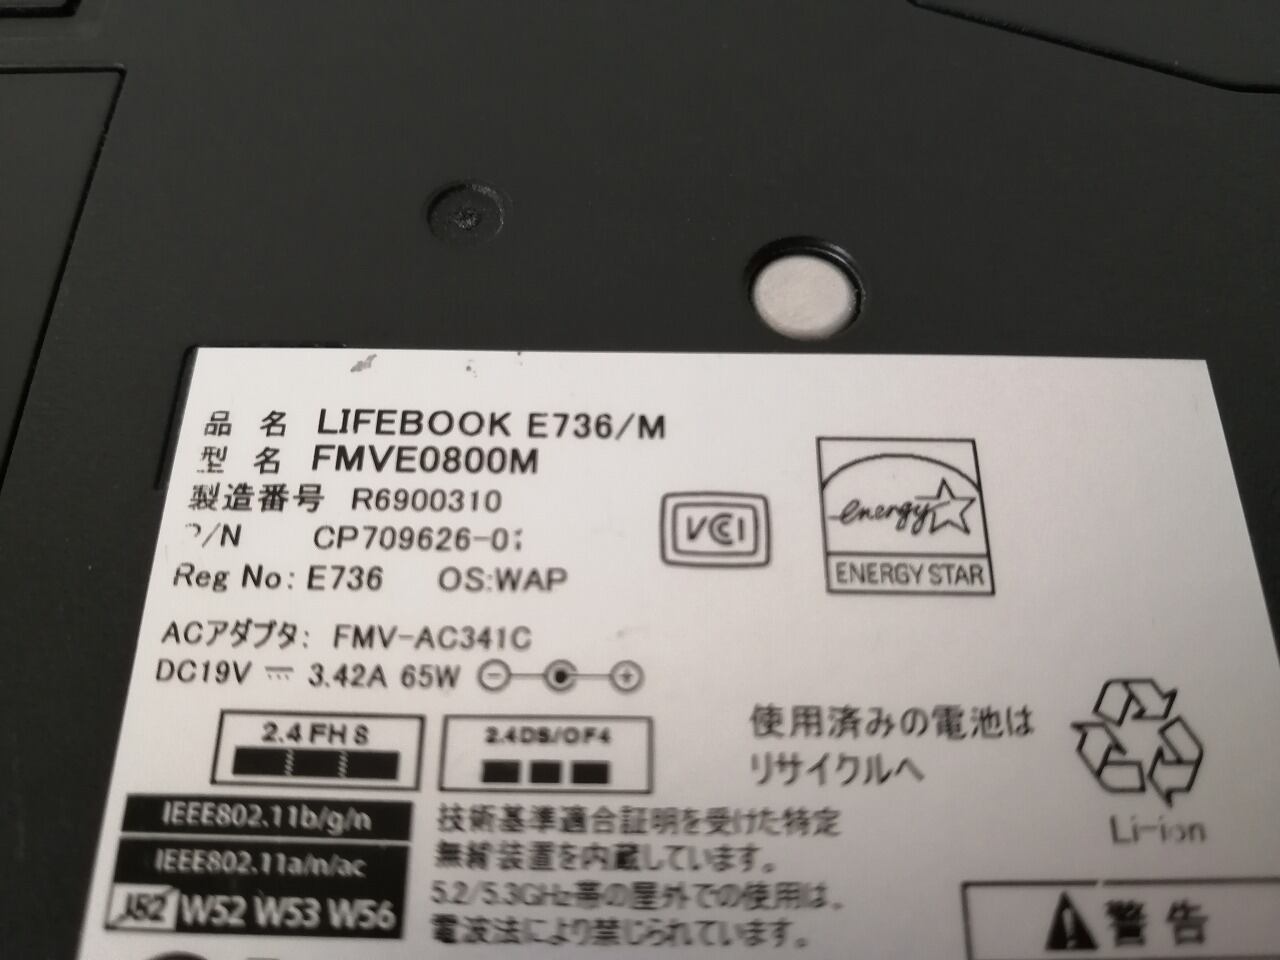 品名 LIFEBOOK E736/M
型名 FMVE0800M
製造番号 R6900310
/N CP709626-0
Reg No: E736 OS:WAP
ACアダプタ: FMV-AC341C
DC19V 3.42A 65W
VCCI
energy
ENERGY STAR
2.4FH8
2.4DS/OF4
使用済みの電池は
リサイクルへ
Li-ion
IEEE802.11b/g/n
IEEE802.11a/n/ac
J52 W52 W53 W56
技術基準適合証明を受けた特定
無線装置を内蔵しています。
5.2/5.3GHz帯の屋外での使用は、
電波法により禁じられています。
警告